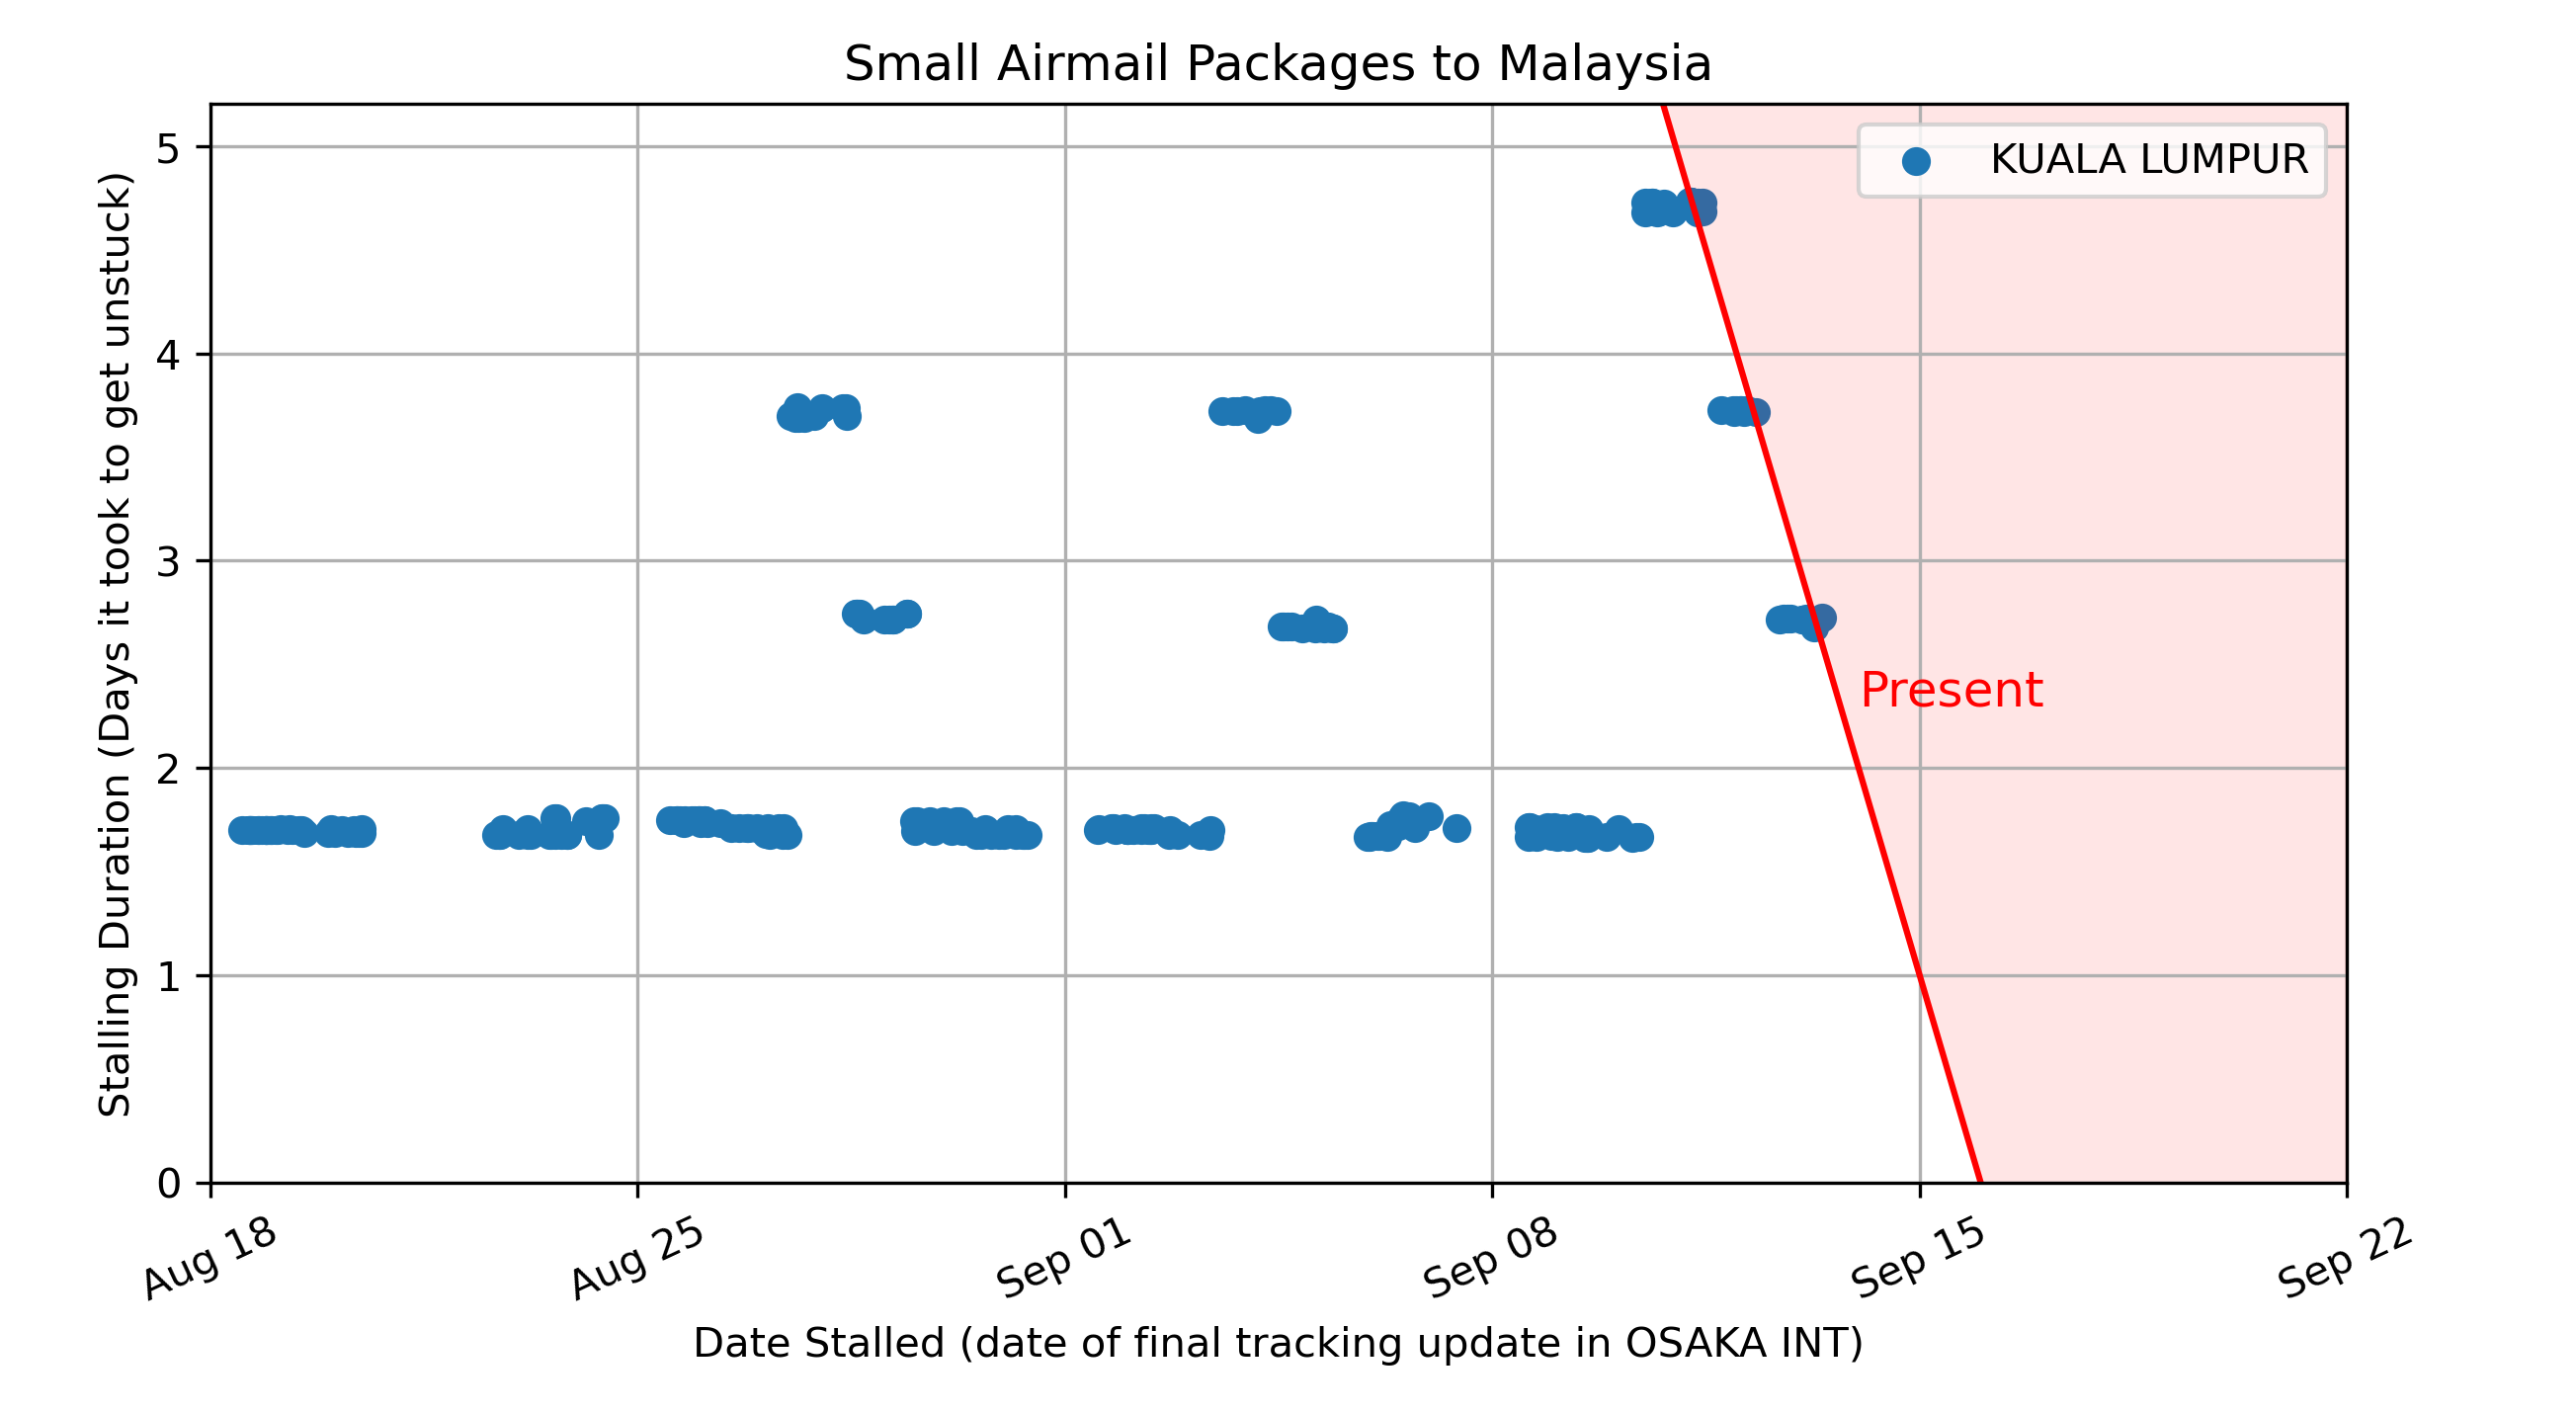 Small Airmail Packages to Malaysia
KUALA LUMPUR
Stalling Duration (Days it took to get unstuck)
5
4
3
2
1
0
Present
Aug 18
Aug 25
Sep 01
Sep 08
Sep 15
Sep 22
Date Stalled (date of final tracking update in OSAKA INT)